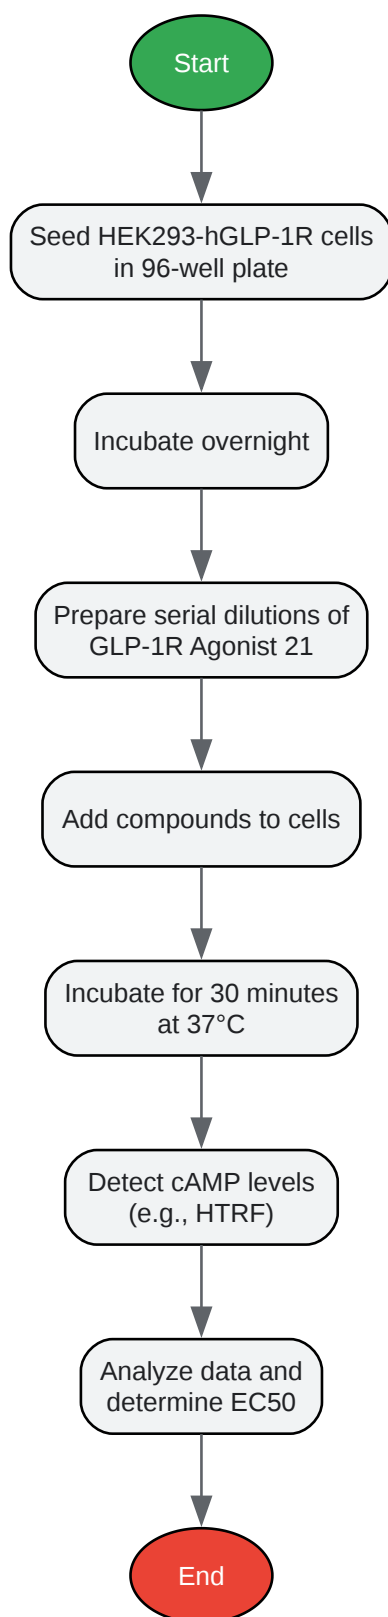 Start
Seed HEK293-hGLP-1R cells
in 96-well plate
Incubate overnight
Prepare serial dilutions of
GLP-1R Agonist 21
Add compounds to cells
Incubate for 30 minutes
at 37°C
Detect cAMP levels
(e.g., HTRF)
Analyze data and
determine EC50
End